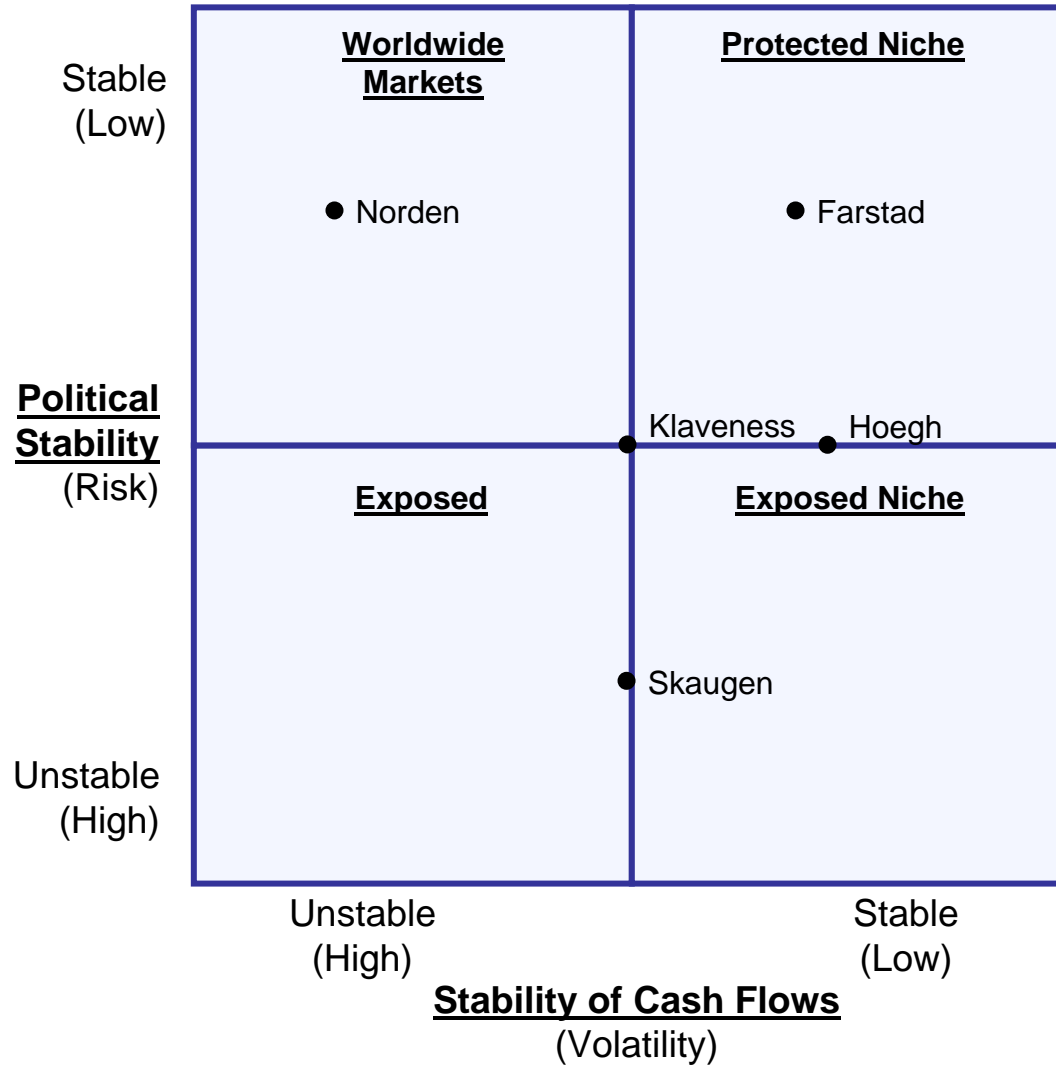 Worldwide
Markets
Protected Niche
Stable
(Low)
Norden
Farstad
Political
Stability
(Risk)
Klaveness
Hoegh
Exposed
Exposed Niche
Skaugen
Unstable
(High)
Unstable
(High)
Stable
(Low)
Stability of Cash Flows
(Volatility)